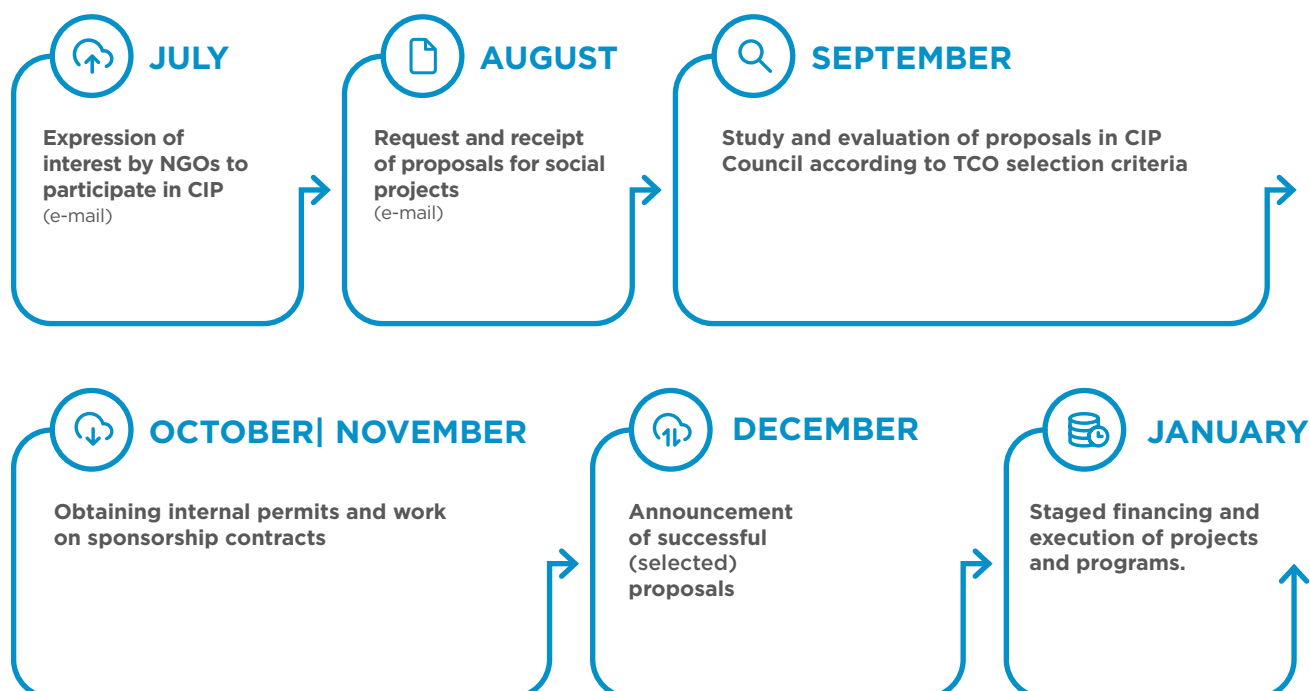 JULY
Expression of
interest by NGOs to
participate in CIP
(e-mail)
AUGUST
Request and receipt
of proposals for social
projects
(e-mail)
SEPTEMBER
Study and evaluation of proposals in CIP
Council according to TCO selection criteria
OCTOBER| NOVEMBER
Obtaining internal permits and work
on sponsorship contracts
DECEMBER
Announcement
of successful
(selected)
proposals
JANUARY
Staged financing and
execution of projects
and programs.